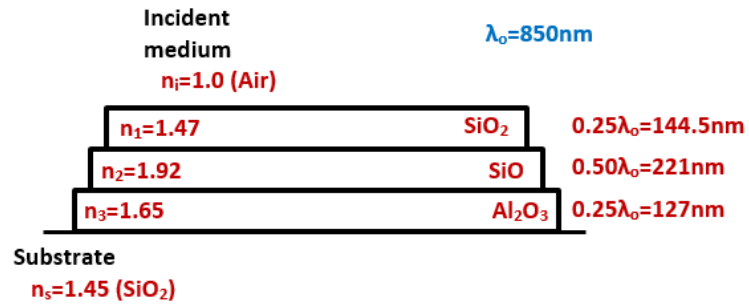 Incident
medium
nᵢ=1.0 (Air)
λₒ=850nm
n₁=1.47 SiO₂ 0.25λₒ=144.5nm
n₂=1.92 SiO 0.50λₒ=221nm
n₃=1.65 Al₂O₃ 0.25λₒ=127nm
Substrate
nₛ=1.45 (SiO₂)